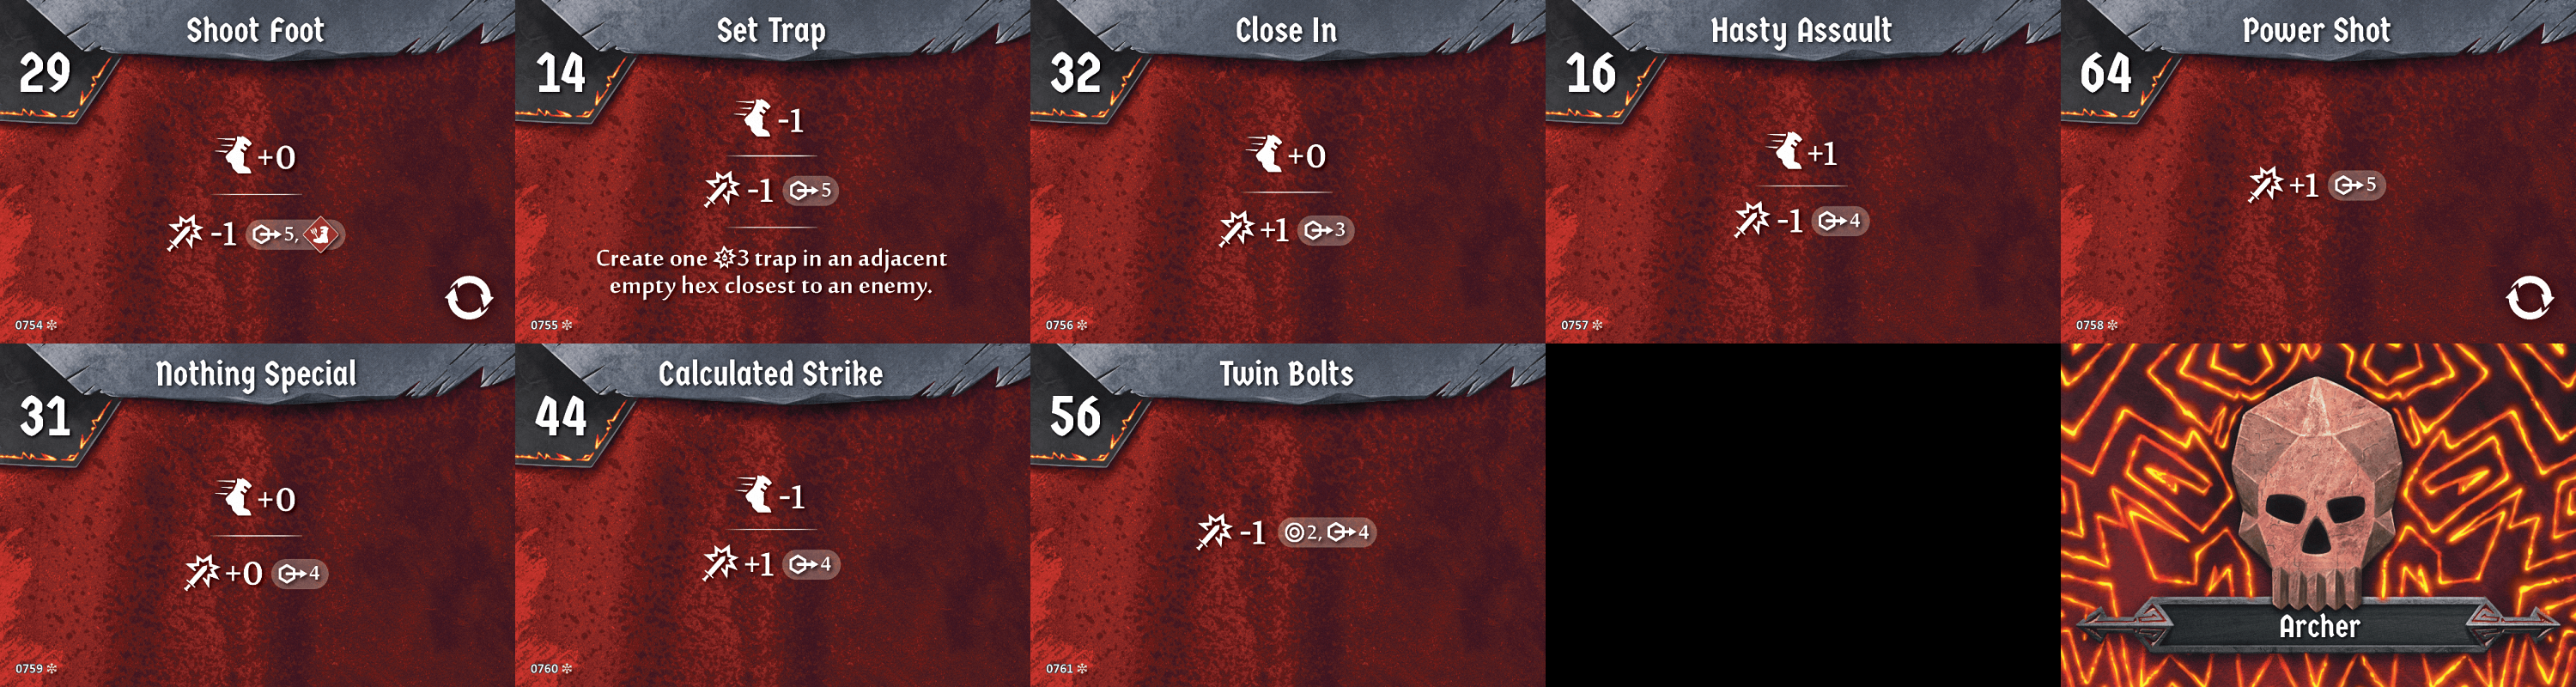 Shoot Foot
29
+0
-1 5,
0754
Set Trap
14
-1
-1 5
Create one 3 trap in an adjacent
empty hex closest to an enemy.
0755
Close In
32
+0
+1 3
0756
Hasty Assault
16
+1
-1 4
0757
Power Shot
64
+1 5
0758
Nothing Special
31
+0
+0 4
0759
Calculated Strike
44
-1
+1 4
0760
Twin Bolts
56
-1 2, 4
0761
Archer